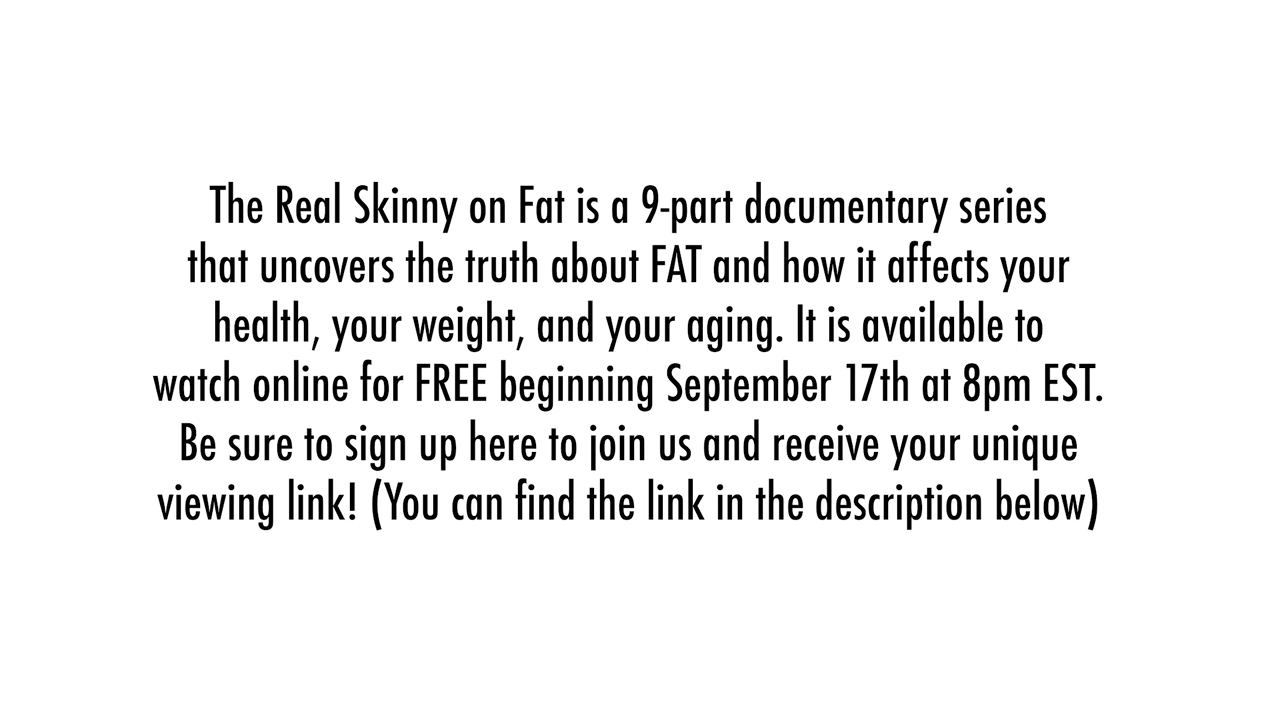 The Real Skinny on Fat is a 9-part documentary series
that uncovers the truth about FAT and how it affects your
health, your weight, and your aging. It is available to
watch online for FREE beginning September 17th at 8pm EST.
Be sure to sign up here to join us and receive your unique
viewing link! (You can find the link in the description below)